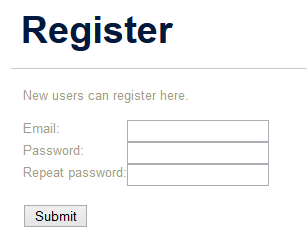 Register
New users can register here.
Email:
Password:
Repeat password:
Submit